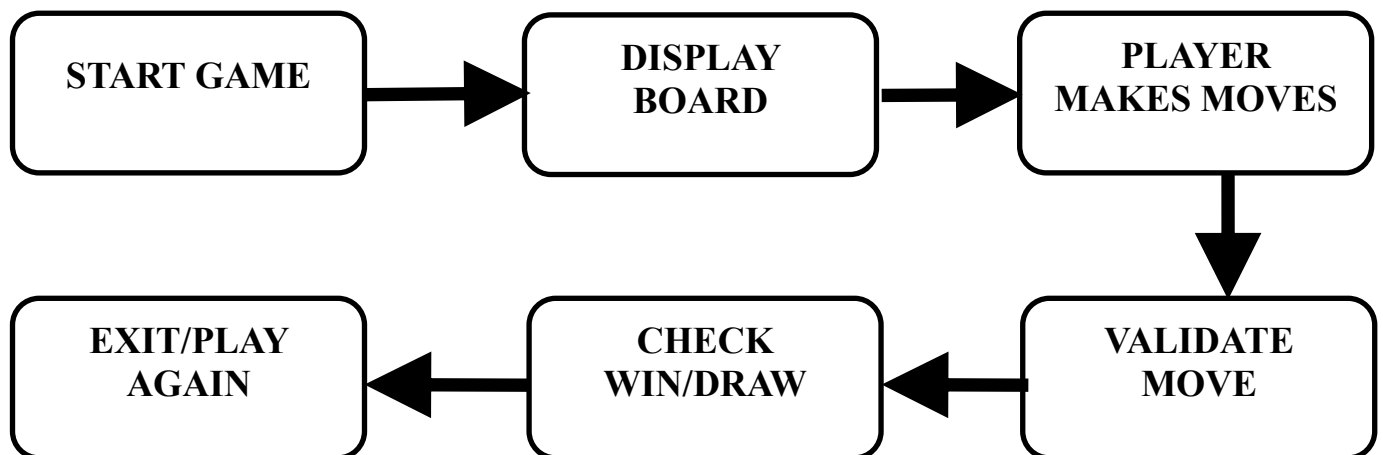 START GAME
DISPLAY
BOARD
PLAYER
MAKES MOVES
VALIDATE
MOVE
CHECK
WIN/DRAW
EXIT/PLAY
AGAIN